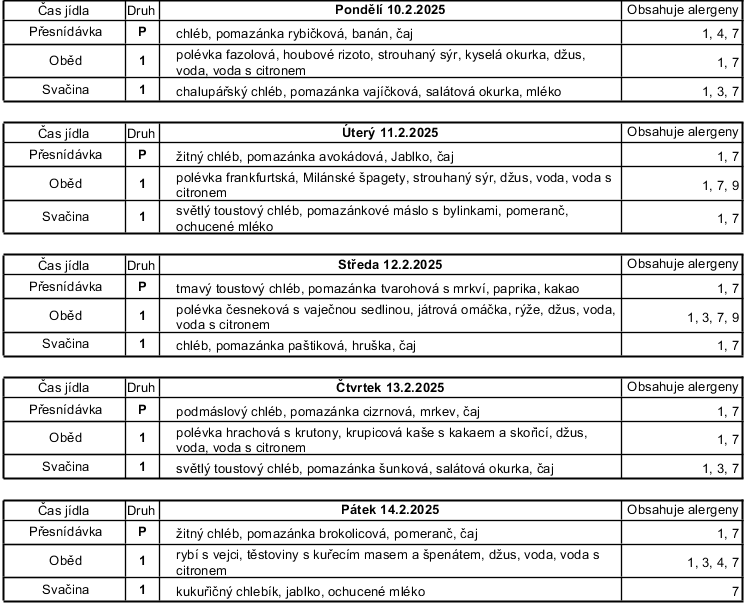 Čas jídla Druh Pondělí 10.2.2025 Obsahuje alergeny
Přesnídávka P chléb, pomazánka rybičková, banán, čaj 1, 4, 7
Oběd 1 polévka fazolová, houbové rizoto, strouhaný sýr, kyselá okurka, džus, 1, 7
voda, voda s citronem
Svačina 1 chalupářský chléb, pomazánka vajíčková, salátová okurka, mléko 1, 3, 7
Čas jídla Druh Úterý 11.2.2025 Obsahuje alergeny
Přesnídávka P žitný chléb, pomazánka avokádová, Jablko, čaj 1, 7
Oběd 1 polévka frankfurtská, Milánské špagety, strouhaný sýr, džus, voda, voda s 1, 7, 9
citronem
Svačina 1 světlý toustový chléb, pomazánkové máslo s bylinkami, pomeranč, 1, 7
ochucené mléko
Čas jídla Druh Středa 12.2.2025 Obsahuje alergeny
Přesnídávka P tmavý toustový chléb, pomazánka tvarohová s mrkví, paprika, kakao 1, 7
Oběd 1 polévka česneková s vaječnou sedlinou, játrová omáčka, rýže, džus, voda, 1, 3, 7, 9
voda s citronem
Svačina 1 chléb, pomazánka paštiková, hruška, čaj 1, 7
Čas jídla Druh Čtvrtek 13.2.2025 Obsahuje alergeny
Přesnídávka P podmáslový chléb, pomazánka cizrnová, mrkev, čaj 1, 7
Oběd 1 polévka hrachová s krutony, krupicová kaše s kakaem a skořicí, džus, 1, 7
voda, voda s citronem
Svačina 1 světlý toustový chléb, pomazánka šunková, salátová okurka, čaj 1, 3, 7
Čas jídla Druh Pátek 14.2.2025 Obsahuje alergeny
Přesnídávka P žitný chléb, pomazánka brokolicová, pomeranč, čaj 1, 7
Oběd 1 rybí s vejci, těstoviny s kuřecím masem a špenátem, džus, voda, voda s 1, 3, 4, 7
citronem
Svačina 1 kukuřičný chlebík, jablko, ochucené mléko 7